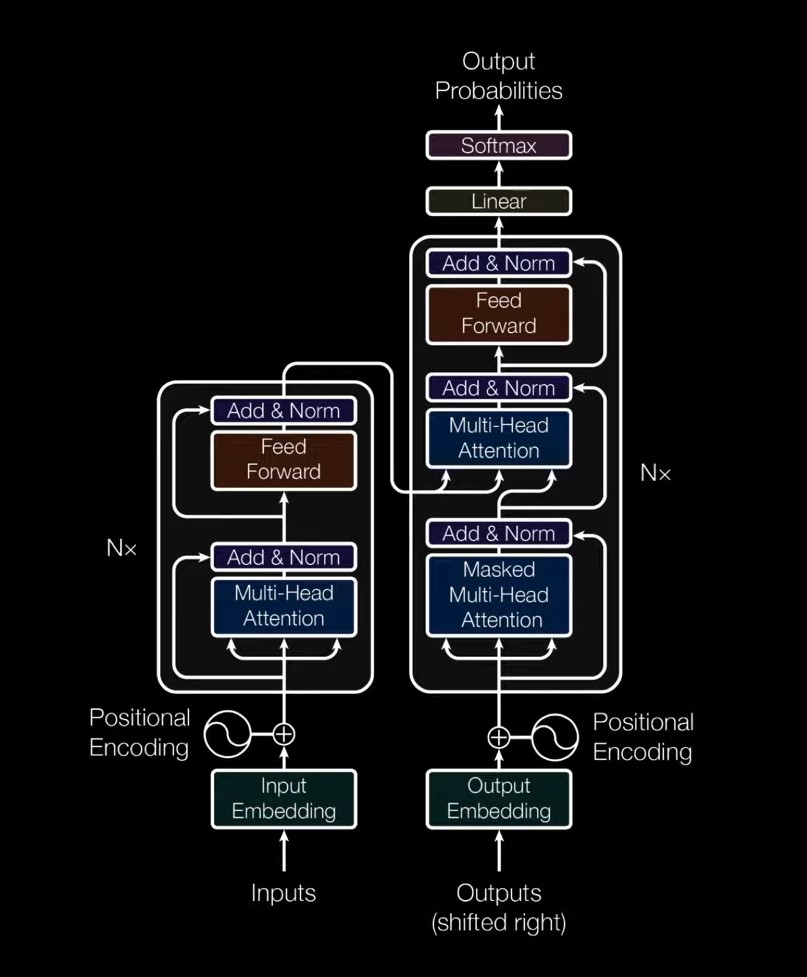 Output
Probabilities
Softmax
Linear
Add & Norm
Feed
Forward
Add & Norm
Multi-Head
Attention
Add & Norm
Masked
Multi-Head
Attention
Nx
Add & Norm
Feed
Forward
Add & Norm
Multi-Head
Attention
Nx
Positional
Encoding
Positional
Encoding
Input
Embedding
Output
Embedding
Inputs
Outputs
(shifted right)